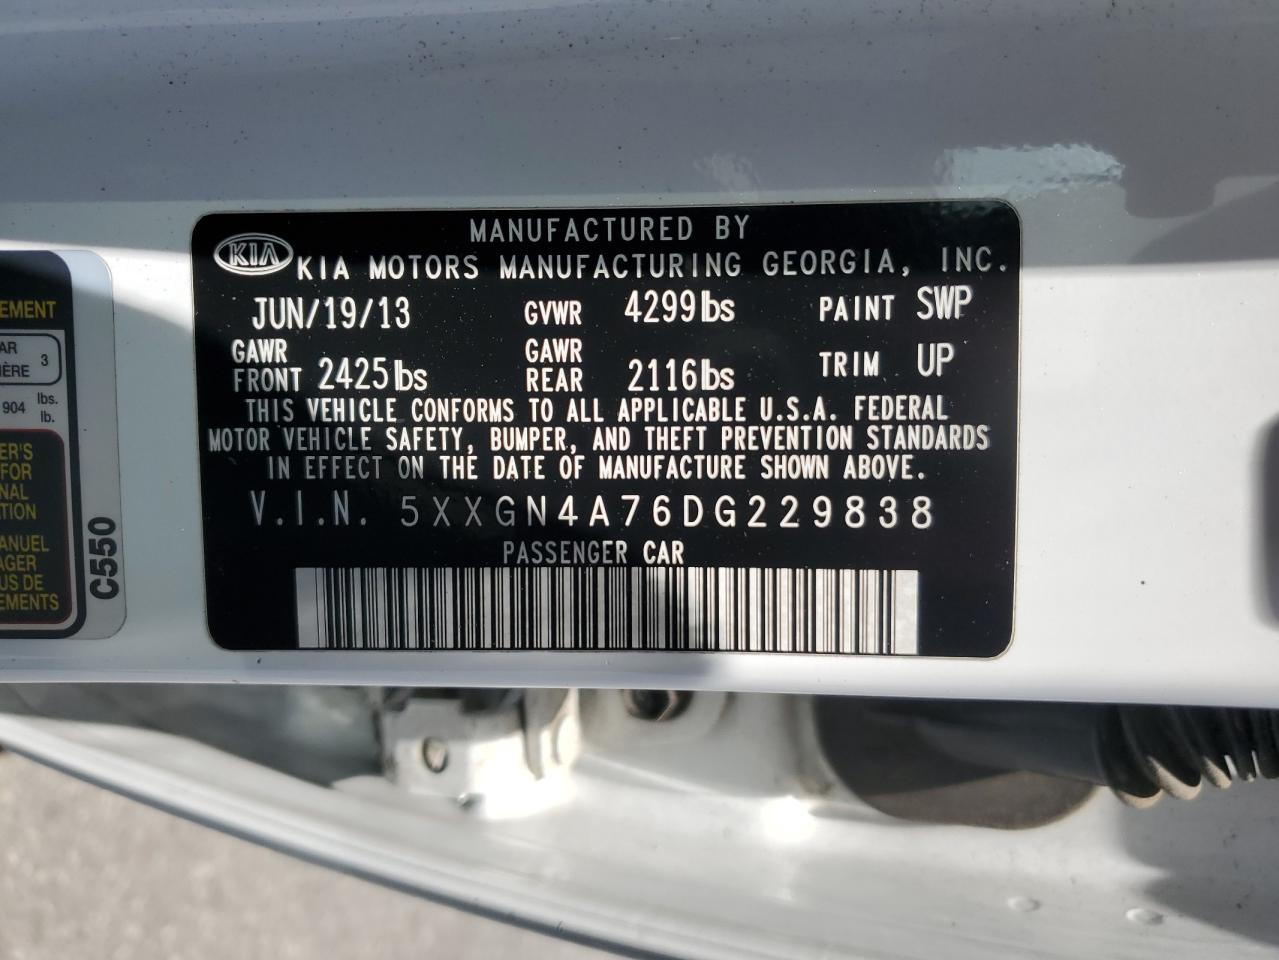 MANUFACTURED BY
KIA KIA MOTORS MANUFACTURING GEORGIA, INC.
JUN/19/13 GVWR 4299lbs PAINT SWP
GAWR FRONT 2425lbs GAWR REAR 2116lbs TRIM UP
THIS VEHICLE CONFORMS TO ALL APPLICABLE U.S.A. FEDERAL
MOTOR VEHICLE SAFETY, BUMPER, AND THEFT PREVENTION STANDARDS
IN EFFECT ON THE DATE OF MANUFACTURE SHOWN ABOVE.
V.I.N. 5XXGN4A76DG229838
PASSENGER CAR
EMENT
AR 3
IÈRE
904 lbs.
lb.
ER'S
FOR
NAL
TION
ANUEL
AGER
US DE
EMENTS
C550